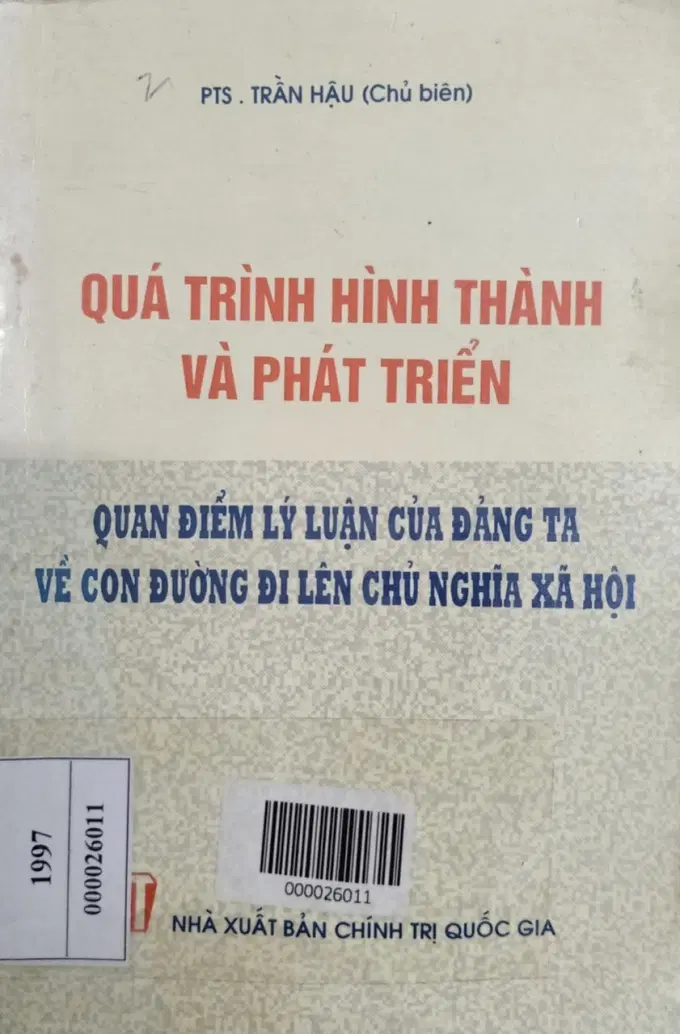 PTS . TRẦN HẬU (Chủ biên)
QUÁ TRÌNH HÌNH THÀNH
VÀ PHÁT TRIỂN
QUAN ĐIỂM LÝ LUẬN CỦA ĐẢNG TA
VỀ CON ĐƯỜNG ĐI LÊN CHỦ NGHĨA XÃ HỘI
1997
000026011
000026011
NHÀ XUẤT BẢN CHÍNH TRỊ QUỐC GIA